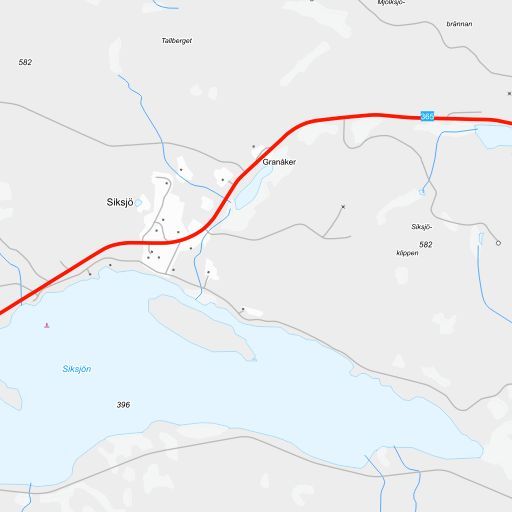 Mjölksjö-
brännan
Tallberget
582
365
Granåker
Siksjö
Siksjö-
582
klippen
Siksjön
396